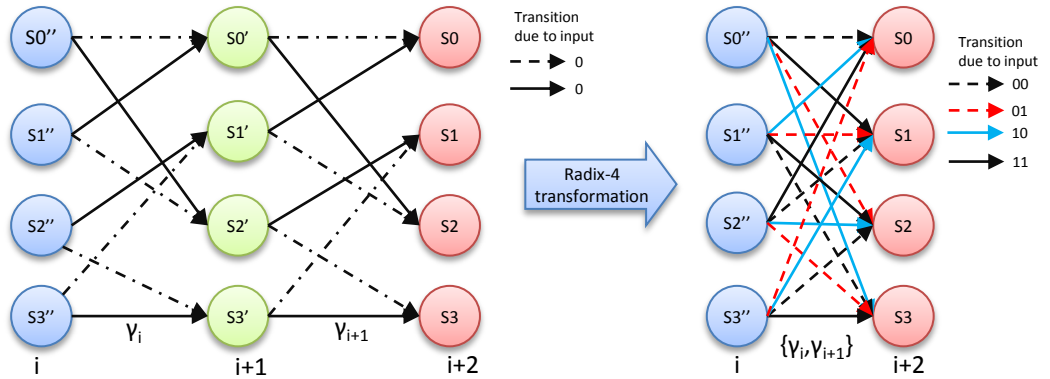 S0''
S0'
S0
Transition
due to input
0
0
S1''
S1'
S1
S2''
S2'
S2
S3''
S3'
S3
γi
γi+1
i
i+1
i+2
Radix-4
transformation
S0''
S0
S1''
S1
S2''
S2
S3''
S3
{γi,γi+1}
i
i+2
Transition
due to input
00
01
10
11